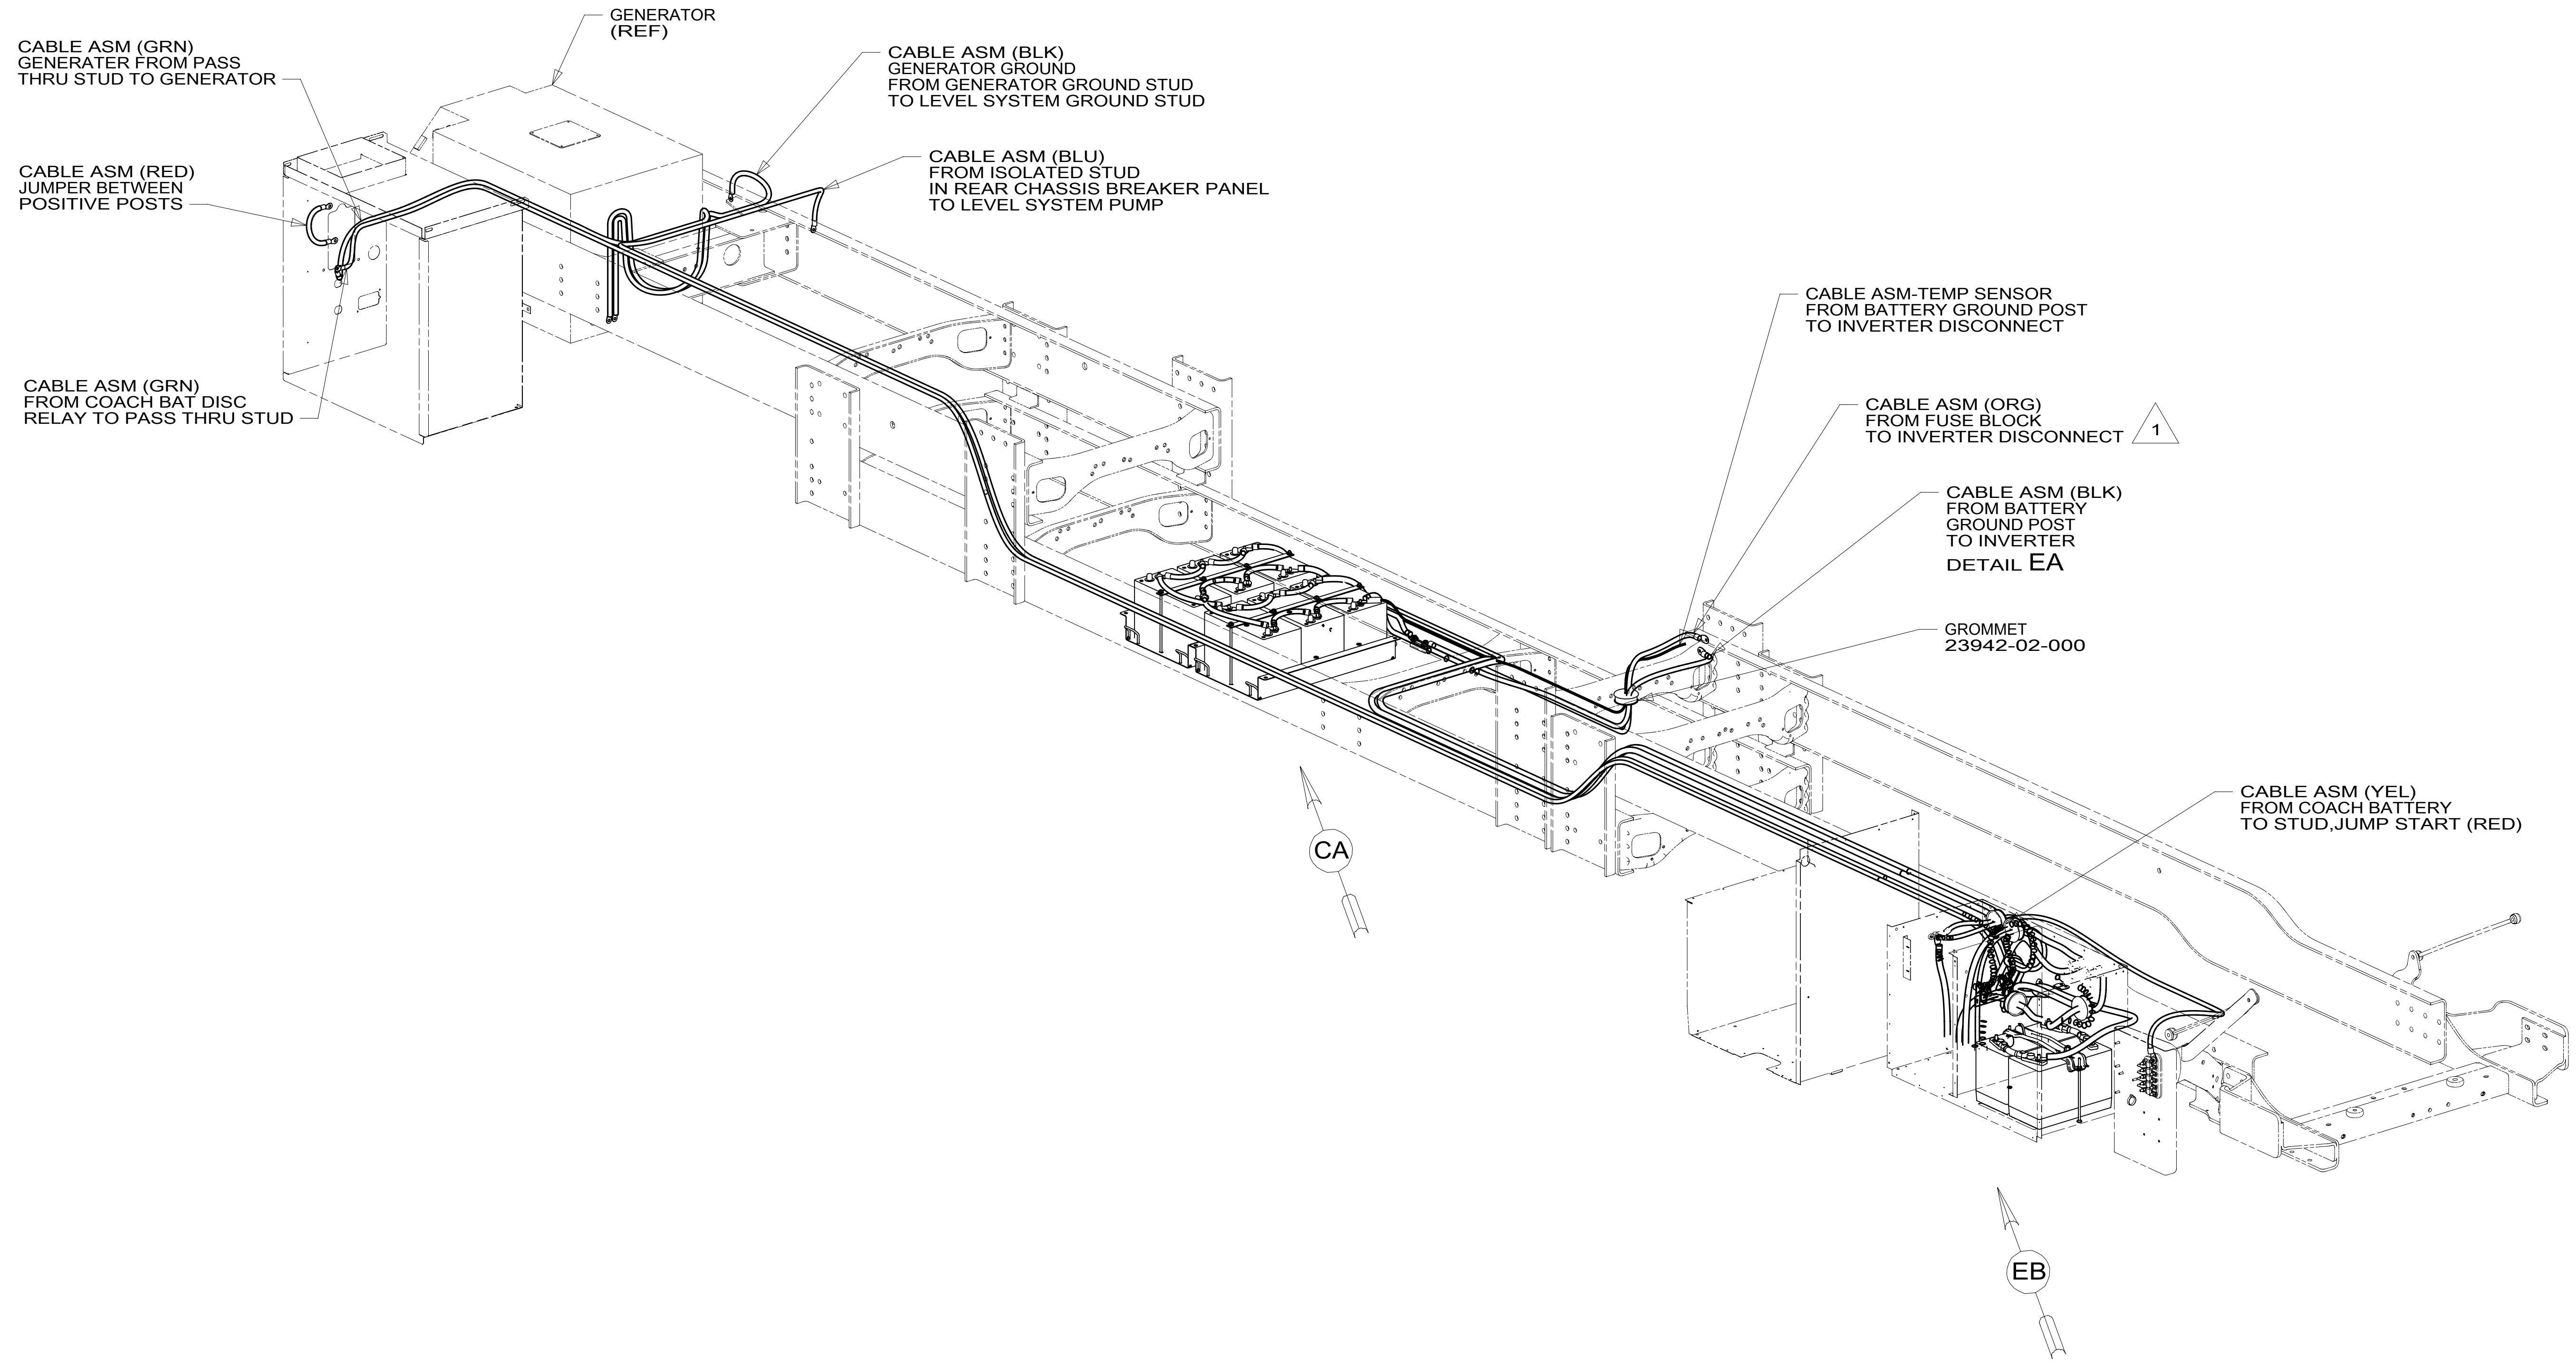 GENERATOR
(REF)
CABLE ASM (GRN)
GENERATER FROM PASS
THRU STUD TO GENERATOR
CABLE ASM (BLK)
GENERATOR GROUND
FROM GENERATOR GROUND STUD
TO LEVEL SYSTEM GROUND STUD
CABLE ASM (RED)
JUMPER BETWEEN
POSITIVE POSTS
CABLE ASM (BLU)
FROM ISOLATED STUD
IN REAR CHASSIS BREAKER PANEL
TO LEVEL SYSTEM PUMP
CABLE ASM-TEMP SENSOR
FROM BATTERY GROUND POST
TO INVERTER DISCONNECT
CABLE ASM (GRN)
FROM COACH BAT DISC
RELAY TO PASS THRU STUD
CABLE ASM (ORG)
FROM FUSE BLOCK
TO INVERTER DISCONNECT
1
CABLE ASM (BLK)
FROM BATTERY
GROUND POST
TO INVERTER
DETAIL EA
GROMMET
23942-02-000
CABLE ASM (YEL)
FROM COACH BATTERY
TO STUD,JUMP START (RED)
CA
EB